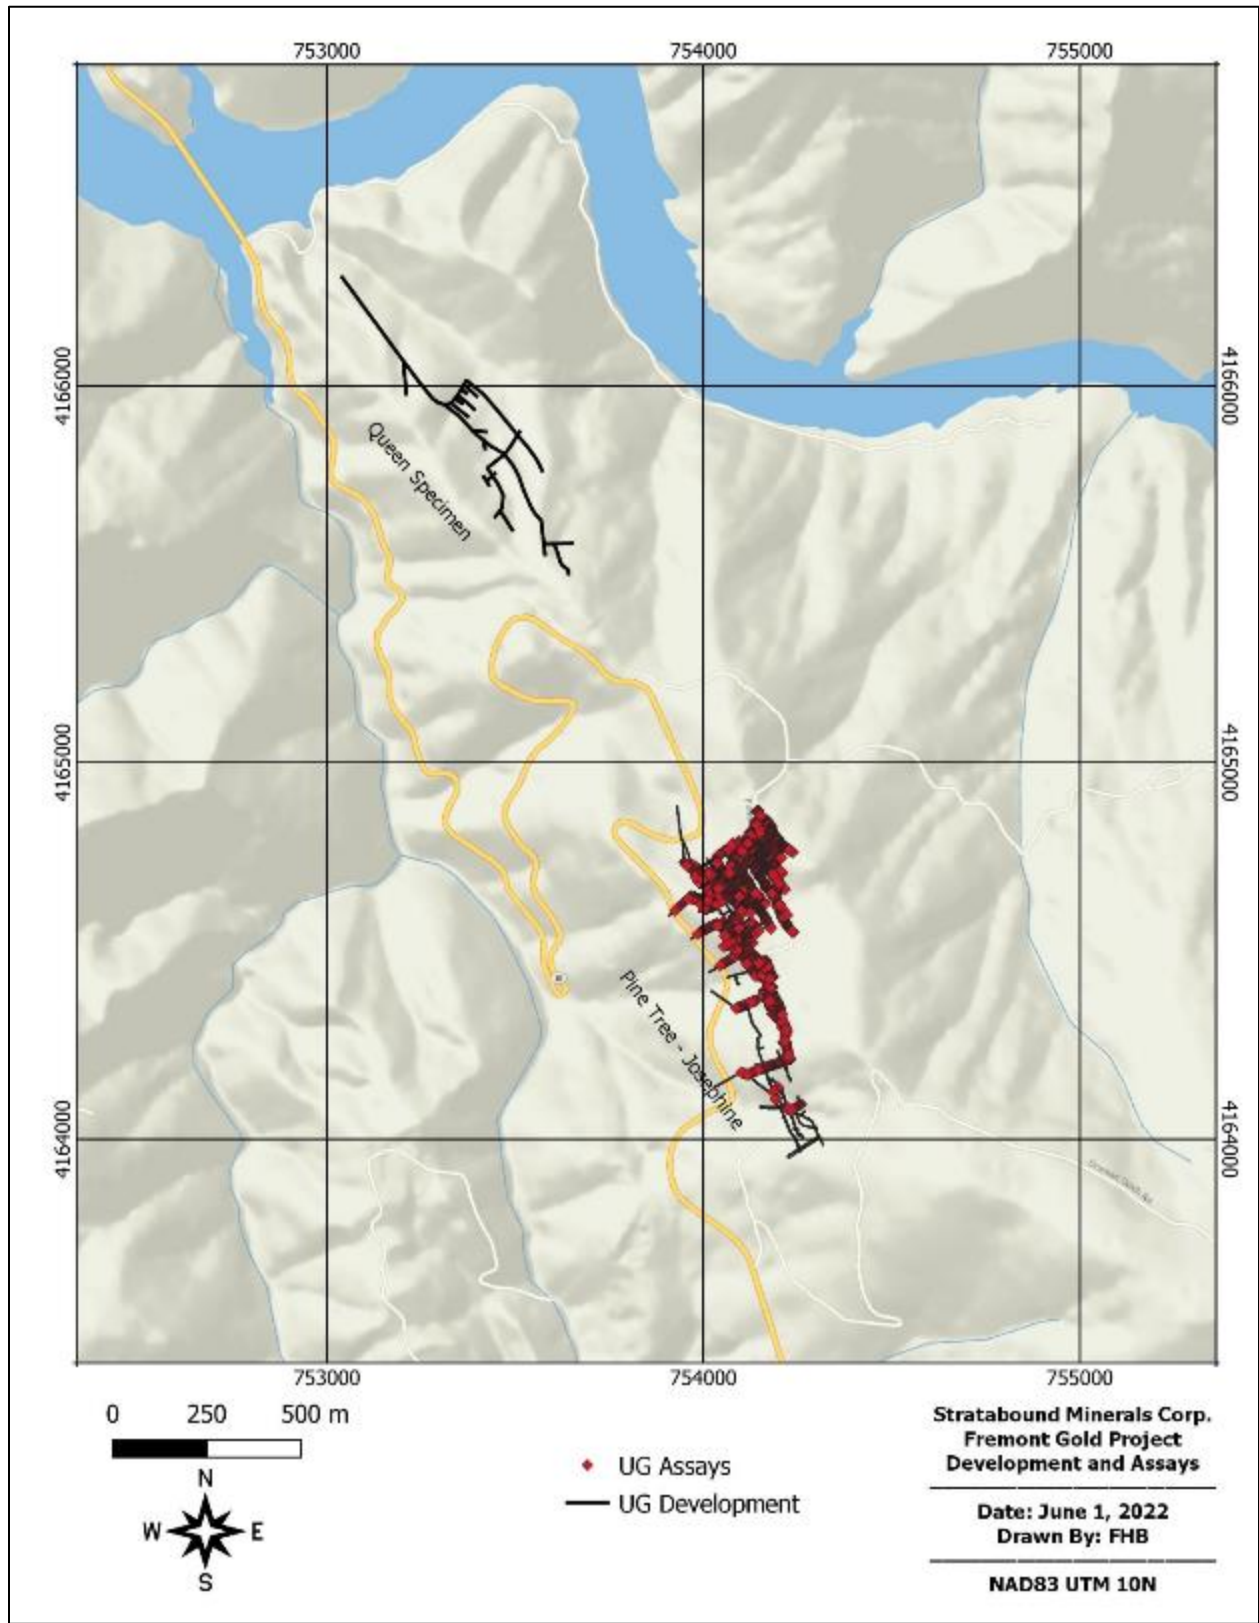 753000
754000
755000
4166000
4166000
Queen Specimen
4165000
4165000
Pine Tree - Josephine
4164000
4164000
753000
754000
755000
0 250 500 m
N
W E
S
UG Assays
UG Development
Stratabound Minerals Corp.
Fremont Gold Project
Development and Assays
Date: June 1, 2022
Drawn By: FHB
NAD83 UTM 10N